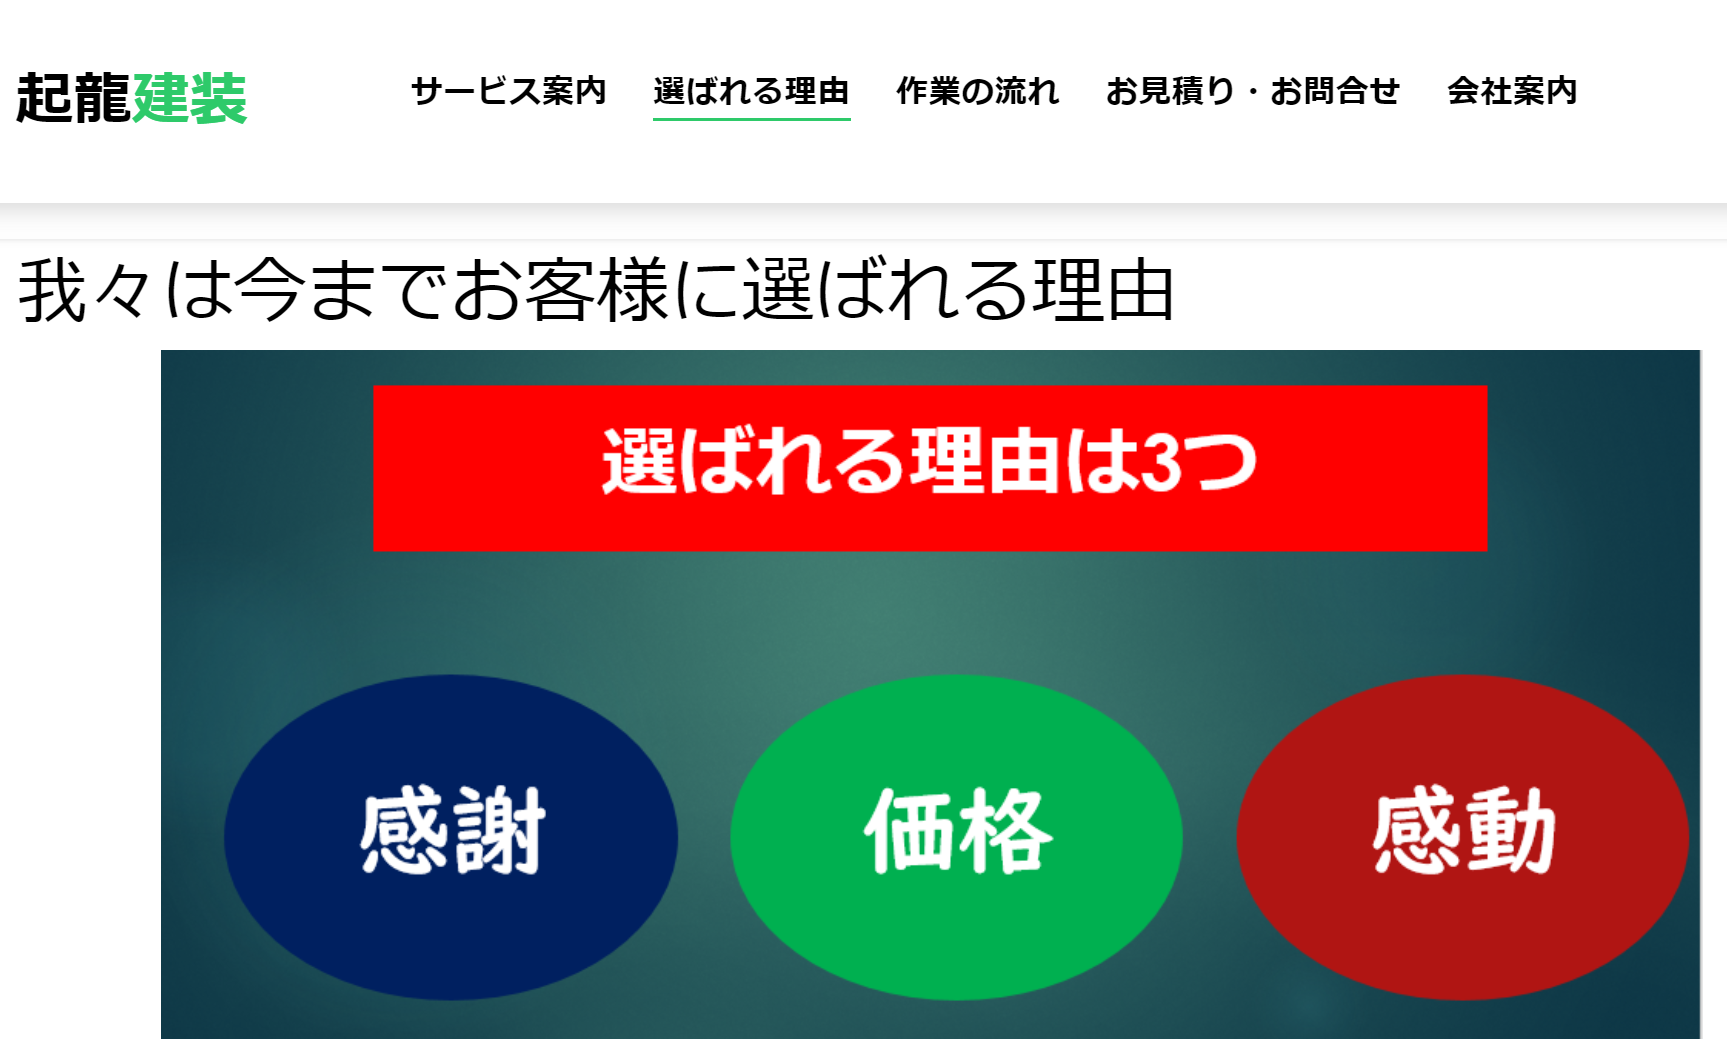 起龍建装
サービス案内 選ばれる理由 作業の流れ お見積り・お問合せ 会社案内
我々は今までお客様に選ばれる理由
選ばれる理由は3つ
感謝 価格 感動